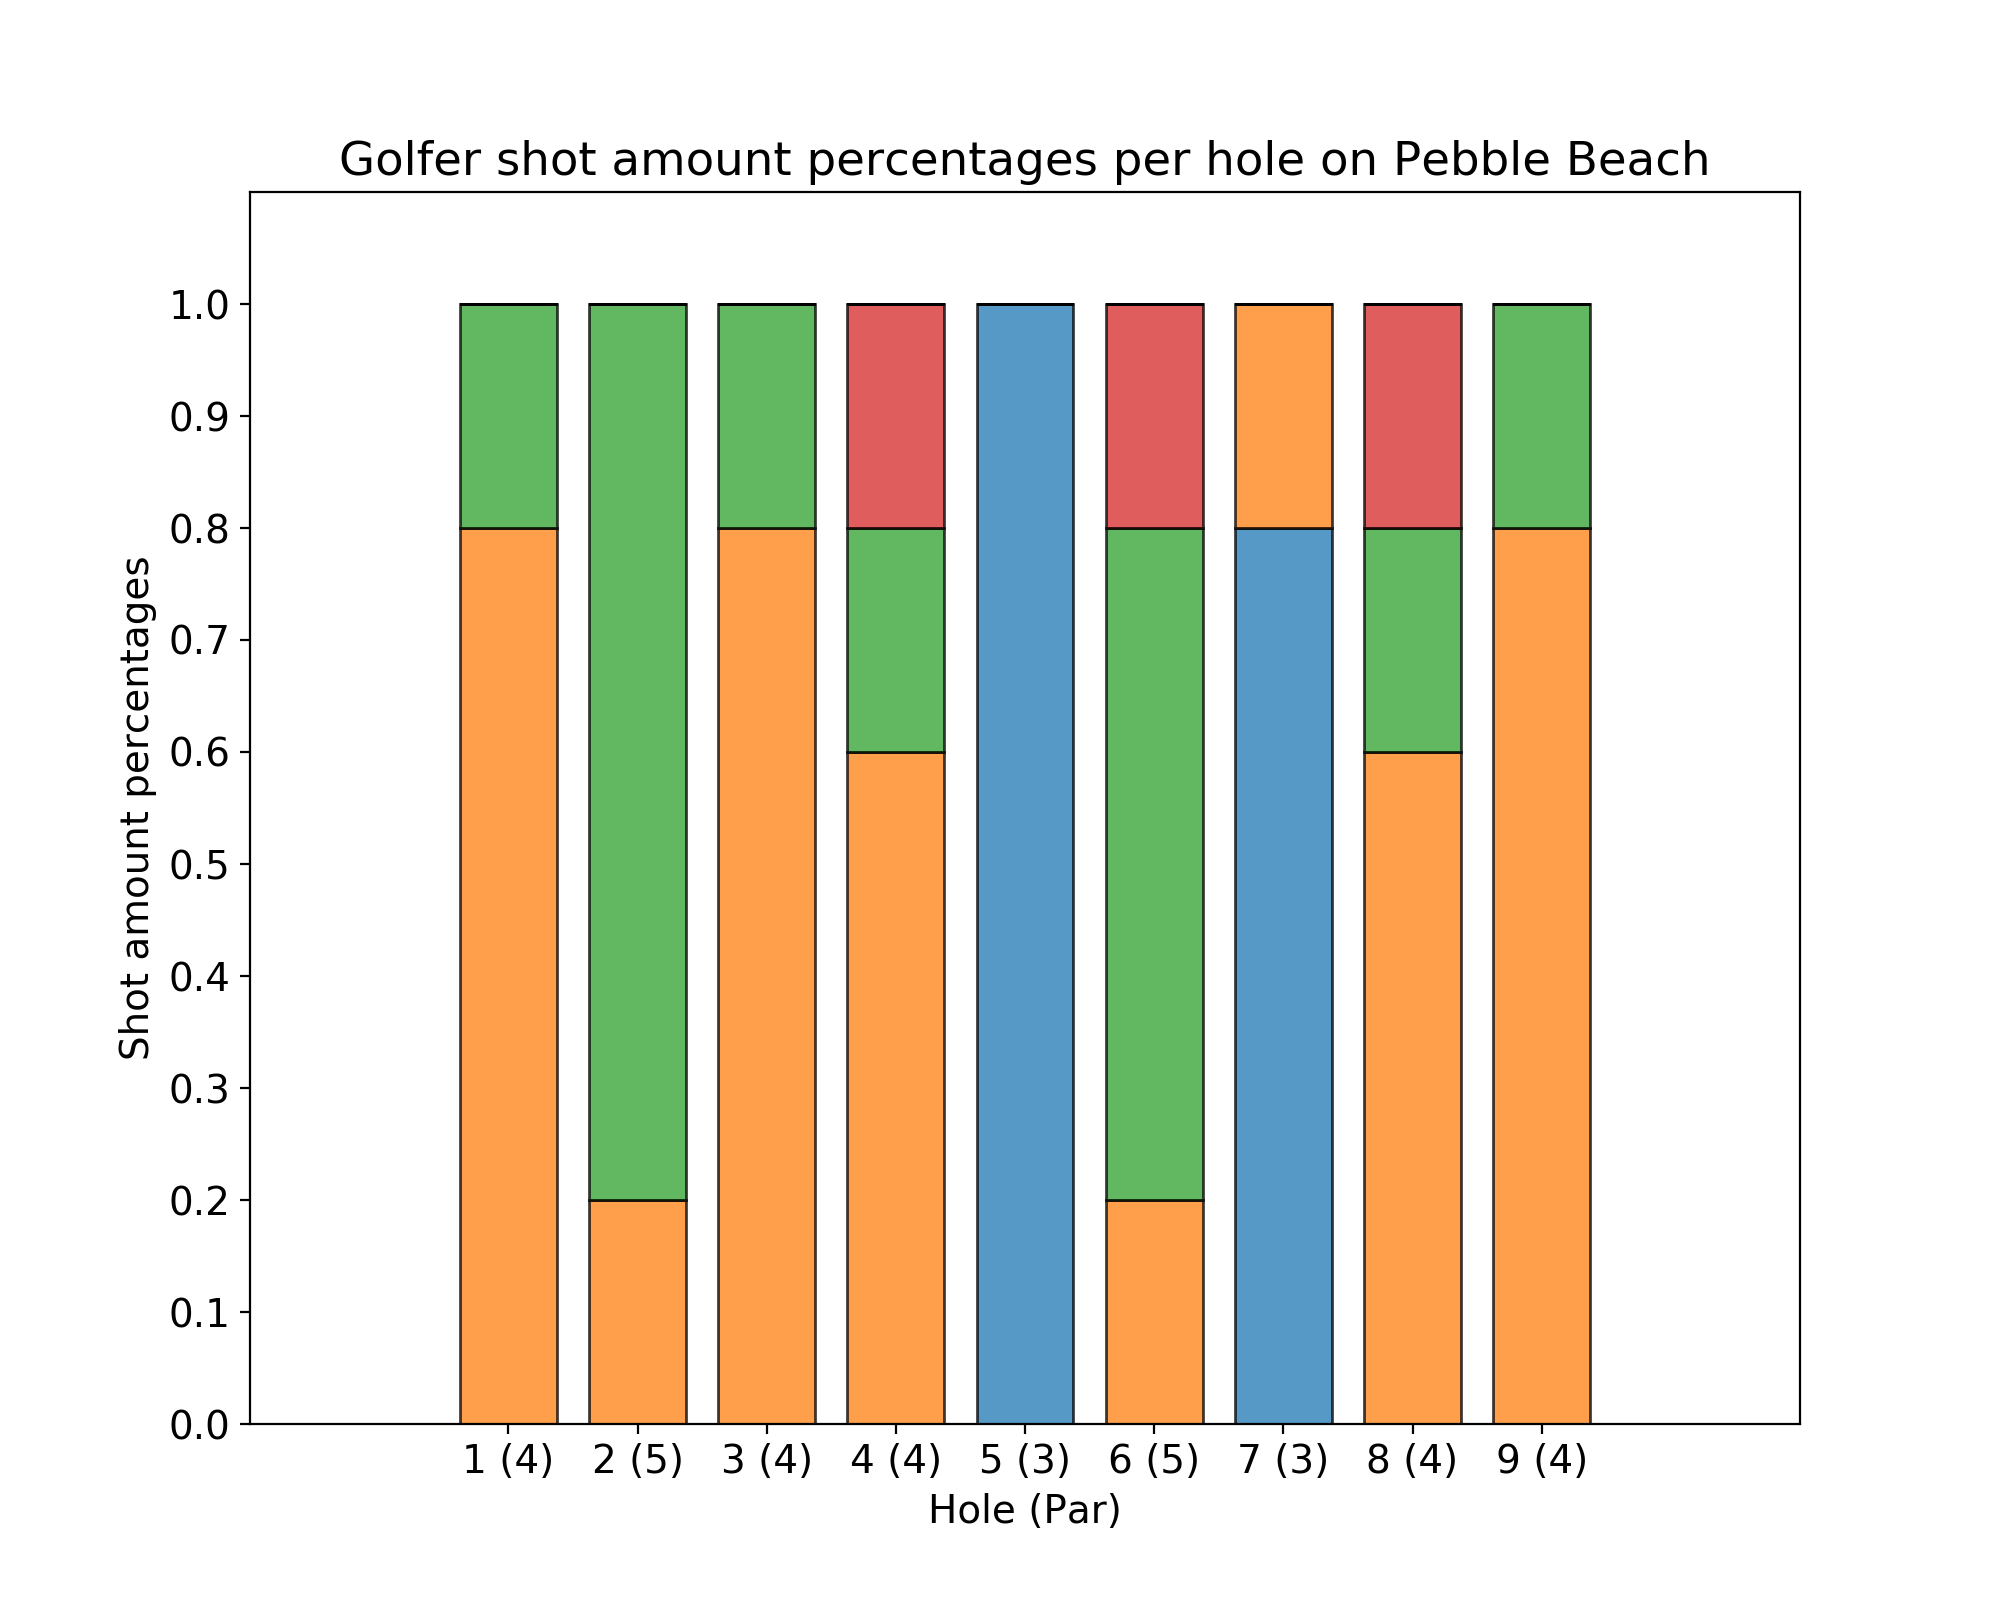 Golfer shot amount percentages per hole on Pebble Beach
Shot amount percentages
1.0
0.9
0.8
0.7
0.6
0.5
0.4
0.3
0.2
0.1
0.0
1 (4) 2 (5) 3 (4) 4 (4) 5 (3) 6 (5) 7 (3) 8 (4) 9 (4)
Hole (Par)